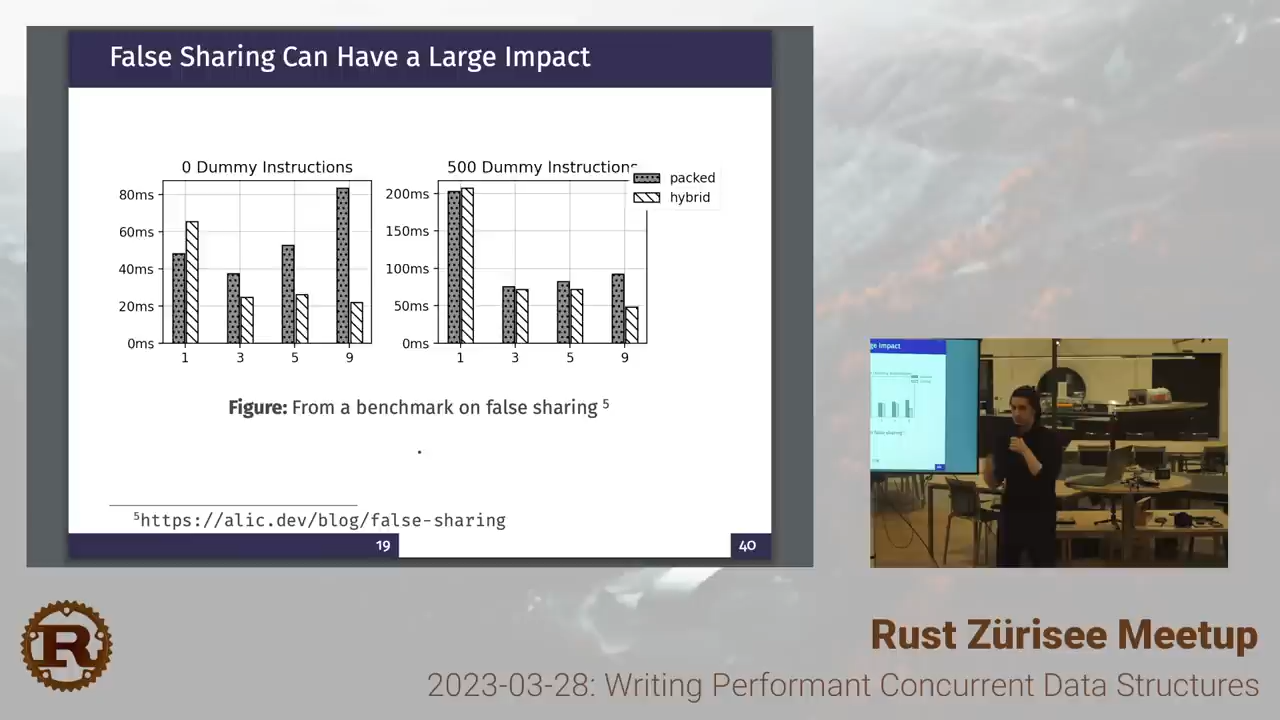 False Sharing Can Have a Large Impact
0 Dummy Instructions
80ms
60ms
40ms
20ms
0ms
1 3 5 9
500 Dummy Instructions
200ms
150ms
100ms
50ms
0ms
1 3 5 9
packed
hybrid
Figure: From a benchmark on false sharing 5
.
5https://alic.dev/blog/false-sharing
19
40
R
Rust Zürisee Meetup
2023-03-28: Writing Performant Concurrent Data Structures